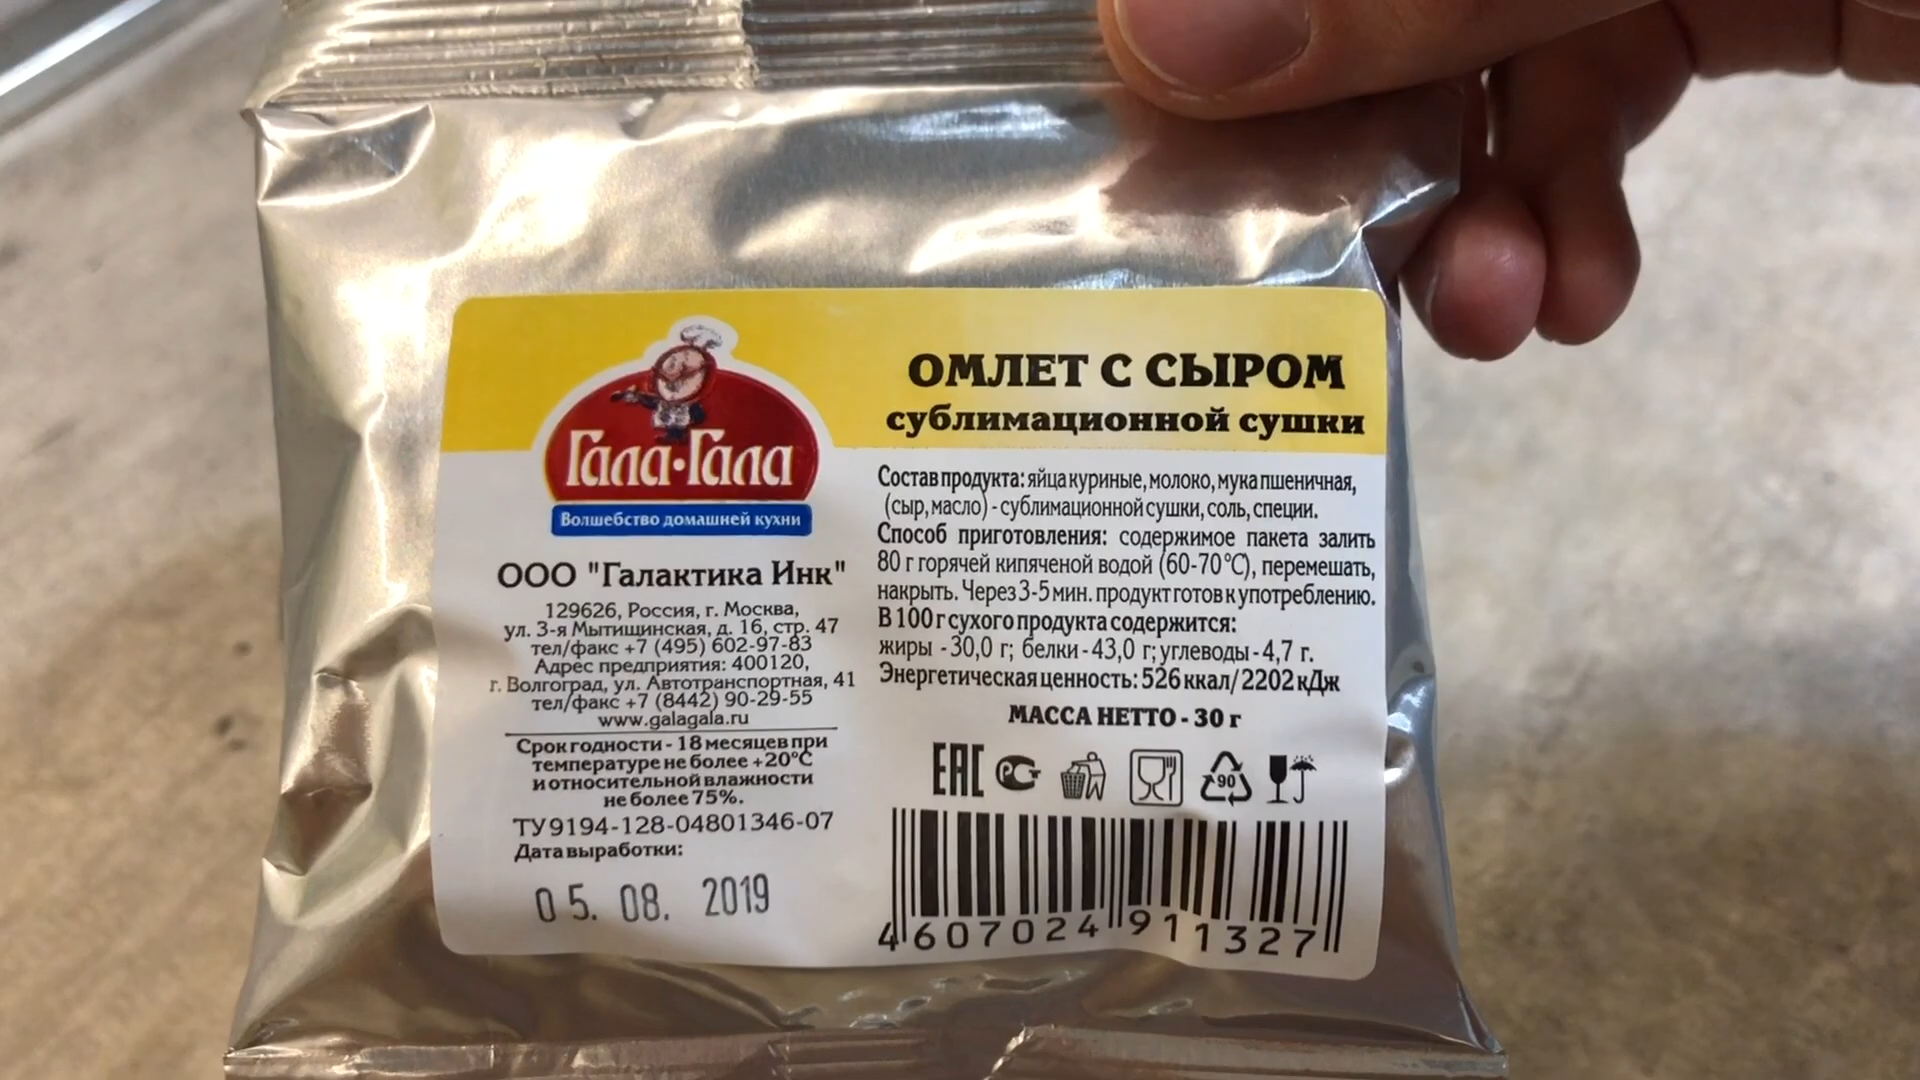 Гала·Гала
Волшебство домашней кухни
ООО "Галактика Инк"
129626, Россия, г. Москва,
ул. 3-я Мытищинская, д. 16, стр. 47
тел/факс +7 (495) 602-97-83
Адрес предприятия: 400120,
г. Волгоград, ул. Автотранспортная, 41
тел/факс +7 (8442) 90-29-55
www.galagala.ru
Срок годности - 18 месяцев при
температуре не более +20°С
и относительной влажности
не более 75%.
ТУ 9194-128-04801346-07
Дата выработки:
05. 08. 2019
ОМЛЕТ С СЫРОМ
сублимационной сушки
Состав продукта: яйца куриные, молоко, мука пшеничная,
(сыр, масло) - сублимационной сушки, соль, специи.
Способ приготовления: содержимое пакета залить
80 г горячей кипяченой водой (60-70°С), перемешать,
накрыть. Через 3-5 мин. продукт готов к употреблению.
В 100 г сухого продукта содержится:
жиры - 30,0 г; белки - 43,0 г; углеводы - 4,7 г.
Энергетическая ценность: 526 ккал/ 2202 кДж
МАССА НЕТТО - 30 г
ЕАС РСТ 90
4 607024 911327